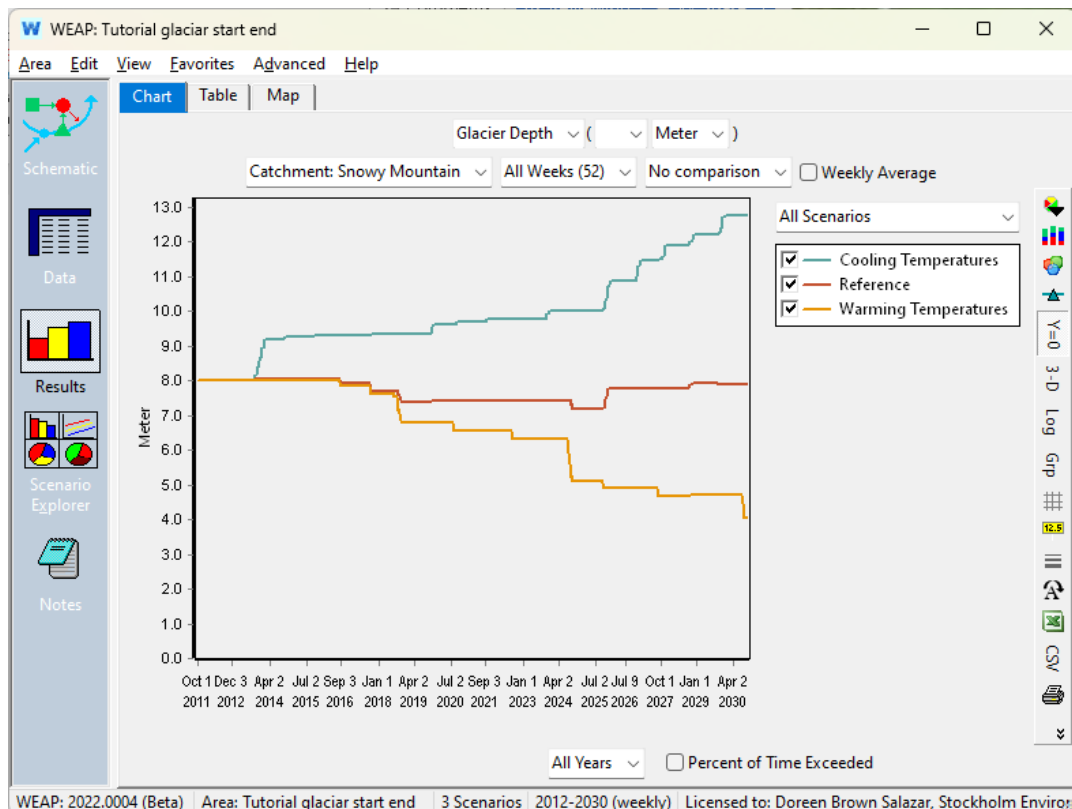 WEAP: Tutorial glaciar start end
Area Edit View Favorites Advanced Help
Schematic
Data
Results
Scenario
Explorer
Notes
Chart Table Map
Glacier Depth ( Meter )
Catchment: Snowy Mountain All Weeks (52) No comparison Weekly Average
All Scenarios
Cooling Temperatures
Reference
Warming Temperatures
Meter
13.0
12.0
11.0
10.0
9.0
8.0
7.0
6.0
5.0
4.0
3.0
2.0
1.0
0.0
Oct 1 Dec 3 Apr 2 Jul 2 Sep 3 Jan 1 Apr 2 Jul 2 Sep 3 Jan 1 Apr 2 Jul 2 Jul 9 Oct 1 Jan 1 Apr 2
2011 2012 2014 2015 2016 2018 2019 2020 2021 2023 2024 2025 2026 2027 2029 2030
All Years Percent of Time Exceeded
Y=0
3-D
Log
Grp
12.5
A
CSV
WEAP: 2022.0004 (Beta) Area: Tutorial glaciar start end 3 Scenarios 2012-2030 (weekly) Licensed to: Doreen Brown Salazar, Stockholm Enviro